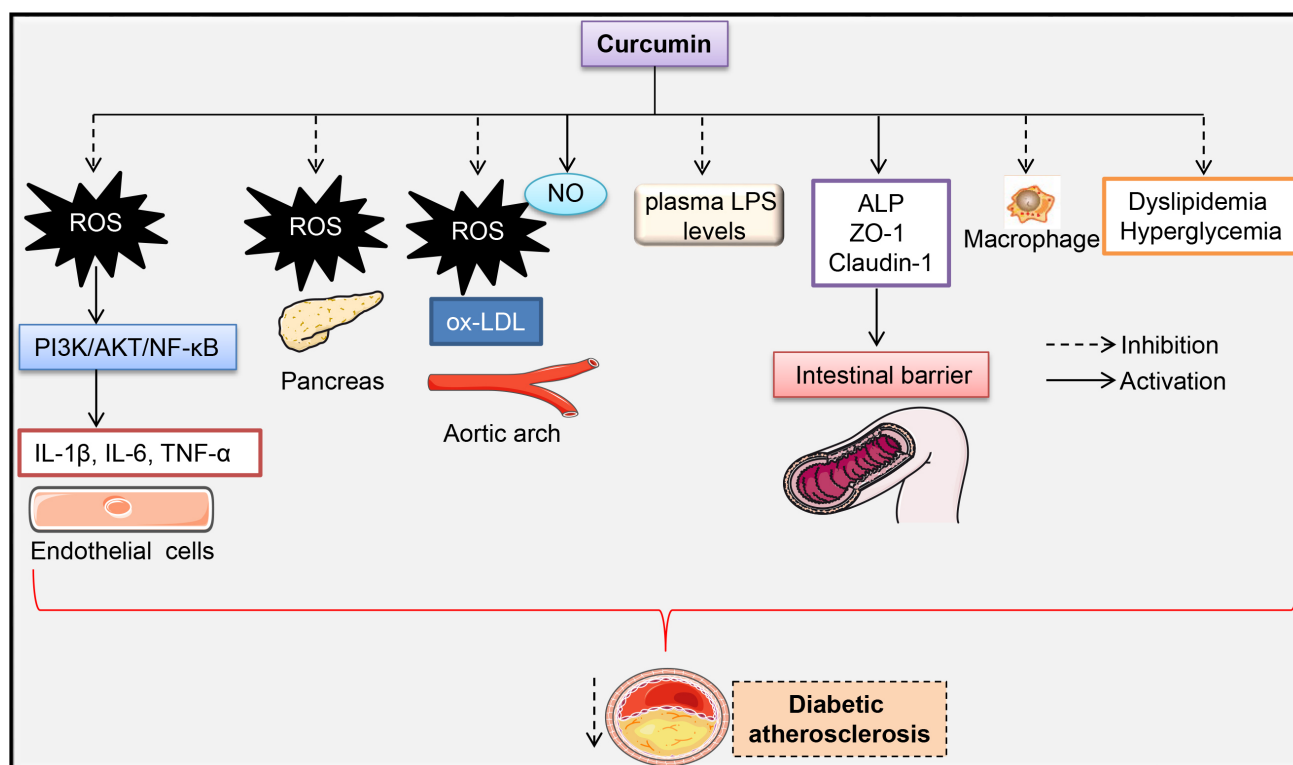 Curcumin
ROS
ROS
ROS
NO
plasma LPS
levels
ALP
ZO-1
Claudin-1
Macrophage
Dyslipidemia
Hyperglycemia
PI3K/AKT/NF-κB
Pancreas
ox-LDL
Intestinal barrier
Inhibition
Activation
IL-1β, IL-6, TNF-α
Aortic arch
Endothelial cells
Diabetic
atherosclerosis